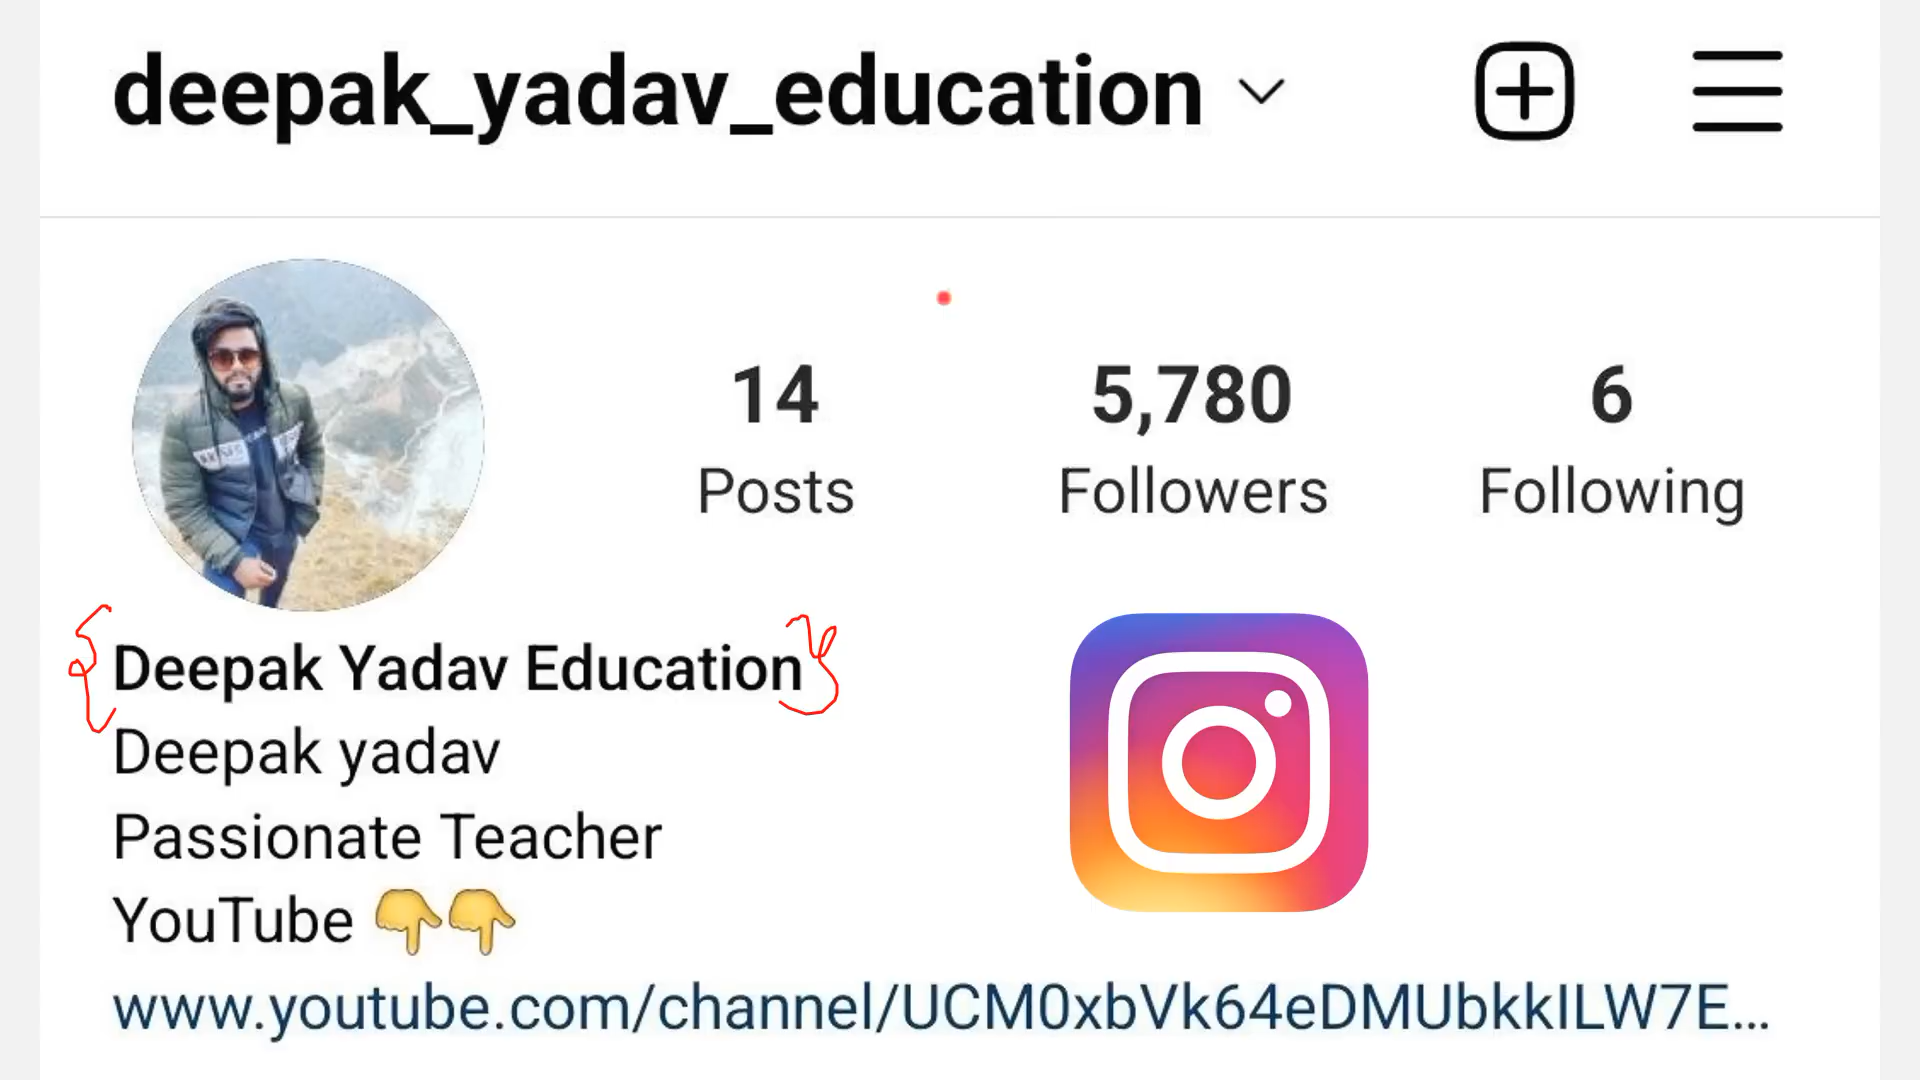 deepak_yadav_education
14
Posts
5,780
Followers
6
Following
Deepak Yadav Education
Deepak yadav
Passionate Teacher
YouTube 👇👇
www.youtube.com/channel/UCM0xbVk64eDMUbkkILW7E...